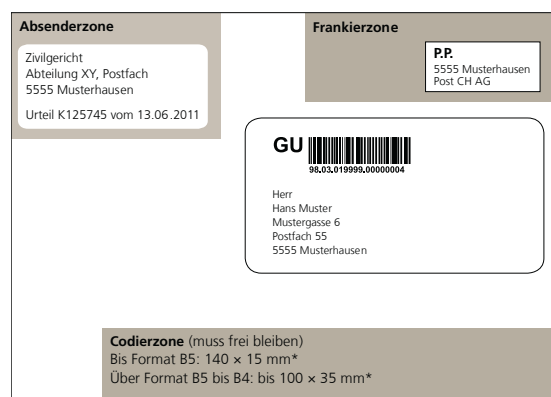 Absenderzone
Zivilgericht
Abteilung XY, Postfach
5555 Musterhausen
Urteil K125745 vom 13.06.2011
Frankierzone
P.P.
5555 Musterhausen
Post CH AG
GU
98.03.019999.00000004
Herr
Hans Muster
Mustergasse 6
Postfach 55
5555 Musterhausen
Codierzone (muss frei bleiben)
Bis Format B5: 140 × 15 mm*
Über Format B5 bis B4: bis 100 × 35 mm*